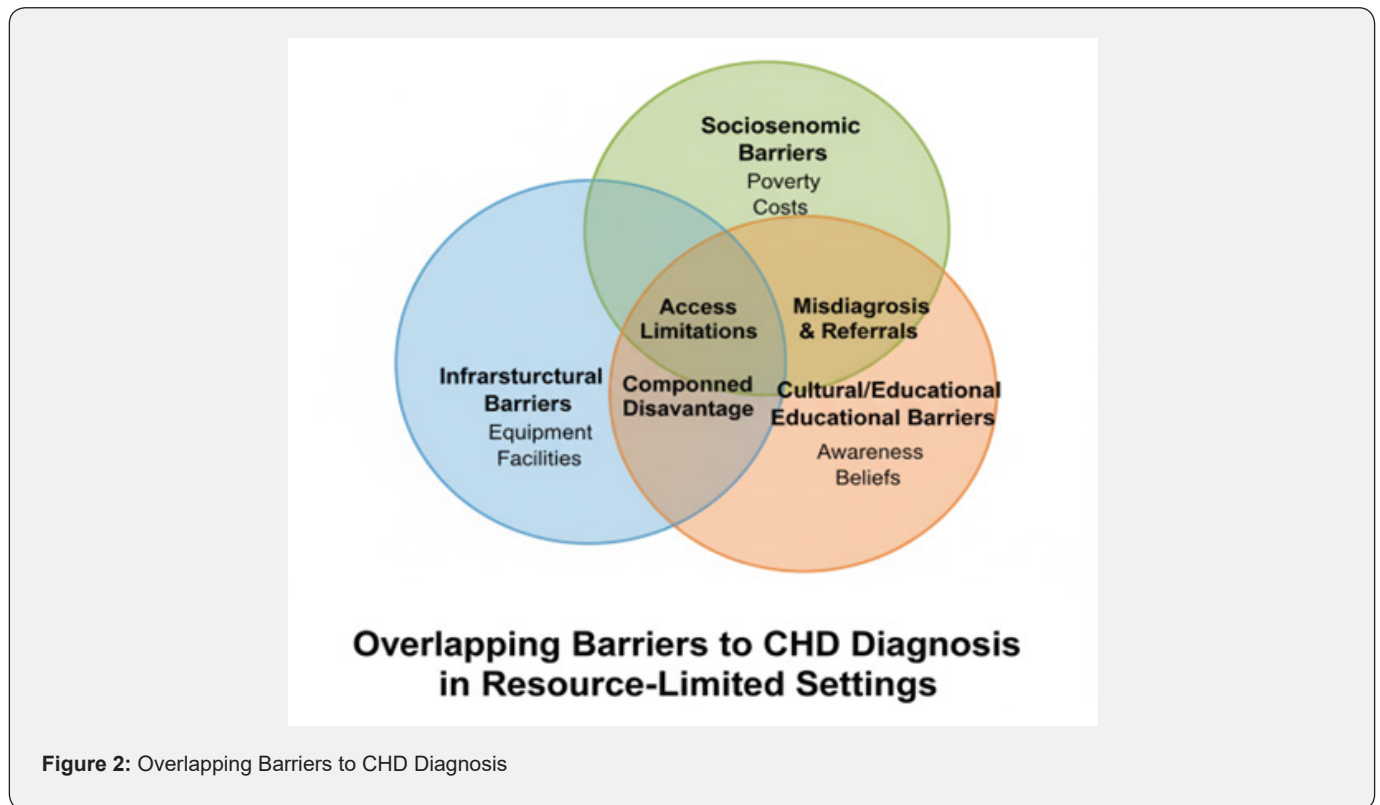 Sociosenomic
Barriers
Poverty
Costs
Access
Limitations
Misdiagrosis
& Referrals
Infrarsturctural
Barriers
Equipment
Facilities
Componned
Disavantage
Cultural/Educational
Educational Barriers
Awareness
Beliefs
Overlapping Barriers to CHD Diagnosis
in Resource-Limited Settings
Figure 2: Overlapping Barriers to CHD Diagnosis